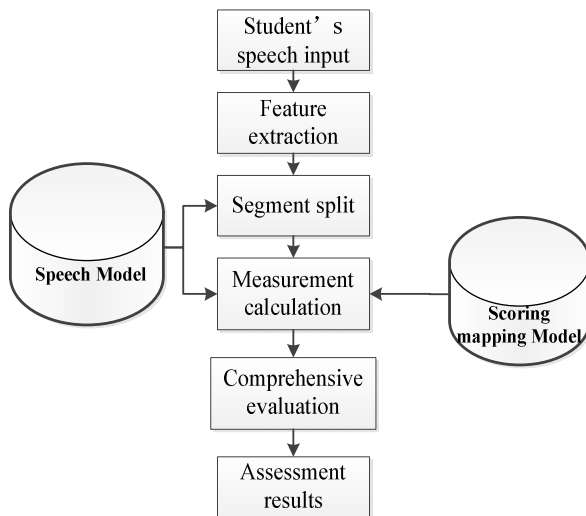 Student’s
speech input
Feature
extraction
Segment split
Speech Model
Measurement
calculation
Scoring
mapping Model
Comprehensive
evaluation
Assessment
results